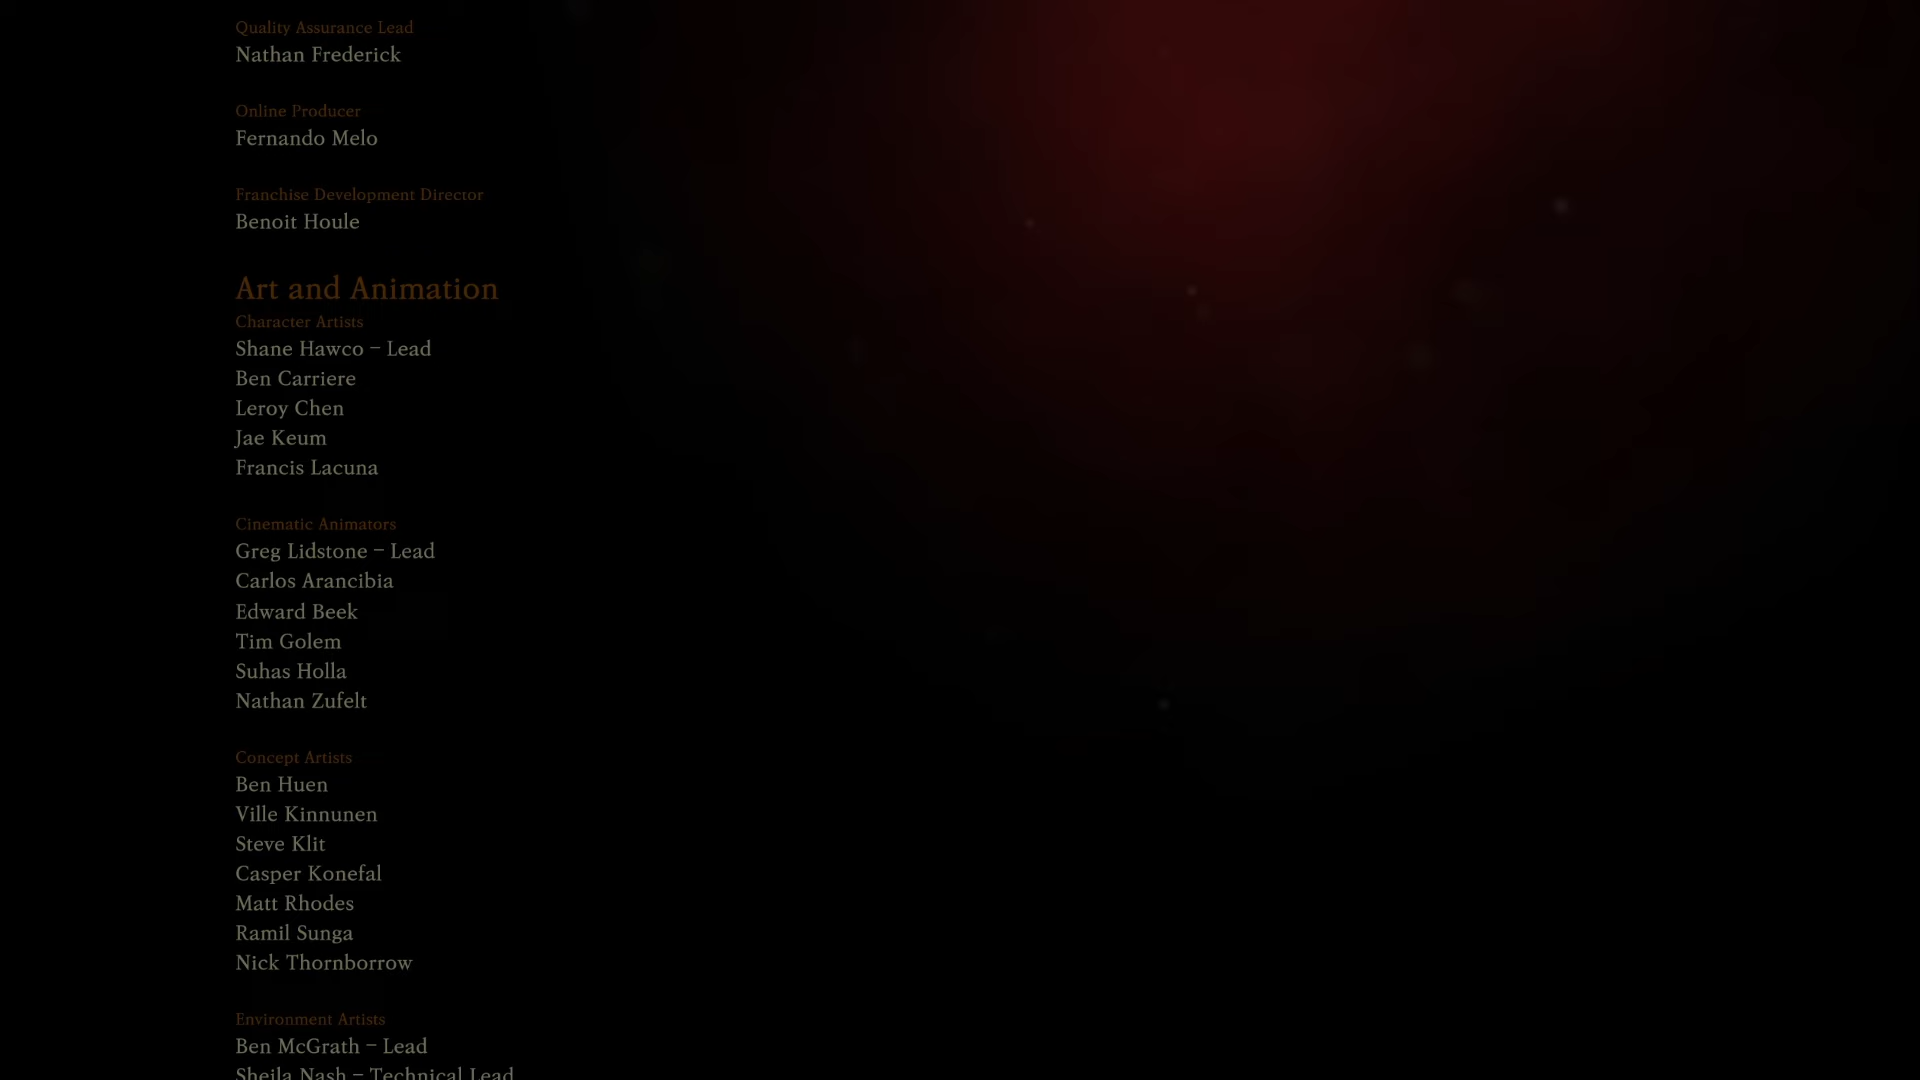 Quality Assurance Lead
Nathan Frederick
Online Producer
Fernando Melo
Franchise Development Director
Benoit Houle
Art and Animation
Character Artists
Shane Hawco – Lead
Ben Carriere
Leroy Chen
Jae Keum
Francis Lacuna
Cinematic Animators
Greg Lidstone – Lead
Carlos Arancibia
Edward Beek
Tim Golem
Suhas Holla
Nathan Zufelt
Concept Artists
Ben Huen
Ville Kinnunen
Steve Klit
Casper Konefal
Matt Rhodes
Ramil Sunga
Nick Thornborrow
Environment Artists
Ben McGrath – Lead
Sheila Nash – Technical Lead